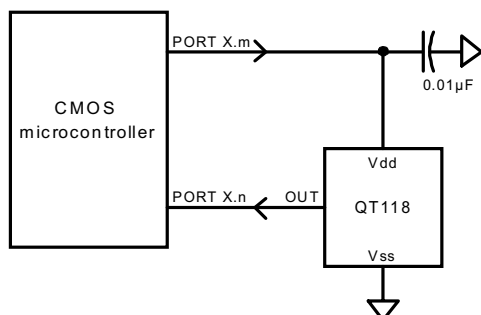 PORT X.m
CMOS
microcontroller
0.01µF
Vdd
PORT X.n
OUT
QT118
Vss